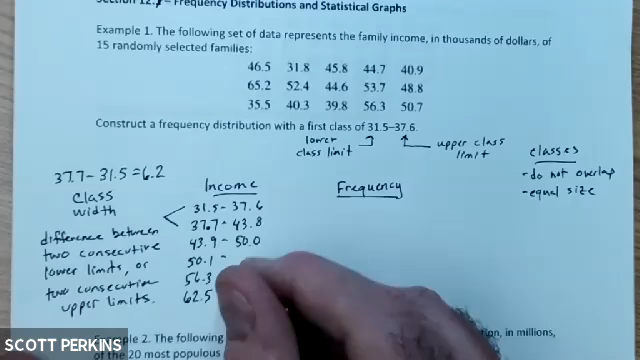 Section 12. – Frequency Distributions and Statistical Graphs
Example 1. The following set of data represents the family income, in thousands of dollars, of
15 randomly selected families:
46.5 31.8 45.8 44.7 40.9
65.2 52.4 44.6 53.7 48.8
35.5 40.3 39.8 56.3 50.7
Construct a frequency distribution with a first class of 31.5–37.6.
lower
class limit
upper class
limit
classes
- do not overlap
- equal size
37.7 – 31.5 = 6.2
Class
width
difference between
two consecutive
lower limits, or
two consecutive
upper limits.
Income
31.5 – 37.6
37.7 – 43.8
43.9 – 50.0
50.1 –
56.3
62.5
Frequency
ple 2. The following
tion, in millions,
of the 20 most populous
SCOTT PERKINS